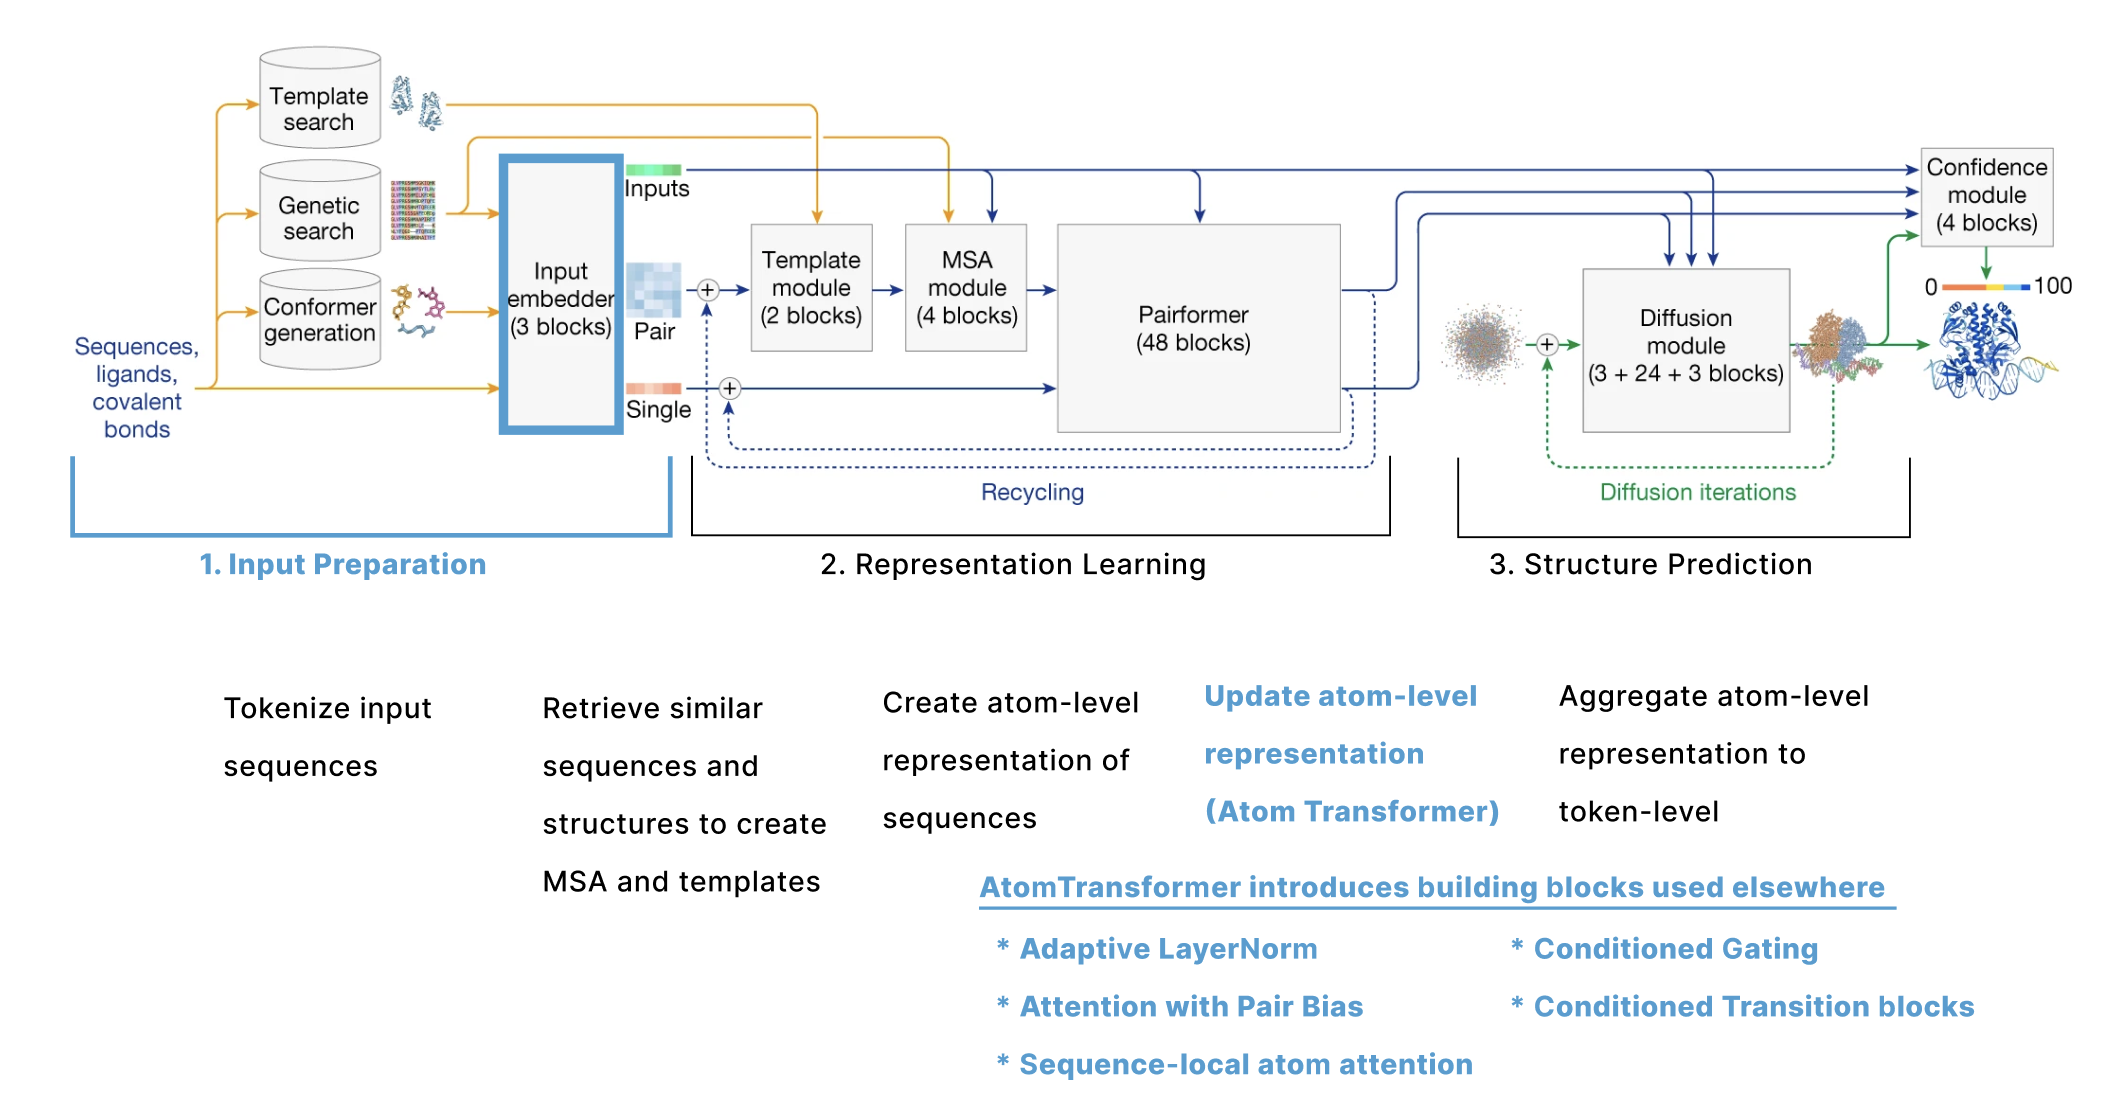 Template
search
Genetic
search
Conformer
generation
Sequences,
ligands,
covalent
bonds
Input
embedder
(3 blocks)
Inputs
Pair
Single
Template
module
(2 blocks)
MSA
module
(4 blocks)
Pairformer
(48 blocks)
Recycling
Diffusion
module
(3 + 24 + 3 blocks)
Diffusion iterations
Confidence
module
(4 blocks)
0
100
1. Input Preparation
2. Representation Learning
3. Structure Prediction
Tokenize input
sequences
Retrieve similar
sequences and
structures to create
MSA and templates
Create atom-level
representation of
sequences
Update atom-level
representation
(Atom Transformer)
Aggregate atom-level
representation to
token-level
AtomTransformer introduces building blocks used elsewhere
* Adaptive LayerNorm
* Attention with Pair Bias
* Sequence-local atom attention
* Conditioned Gating
* Conditioned Transition blocks